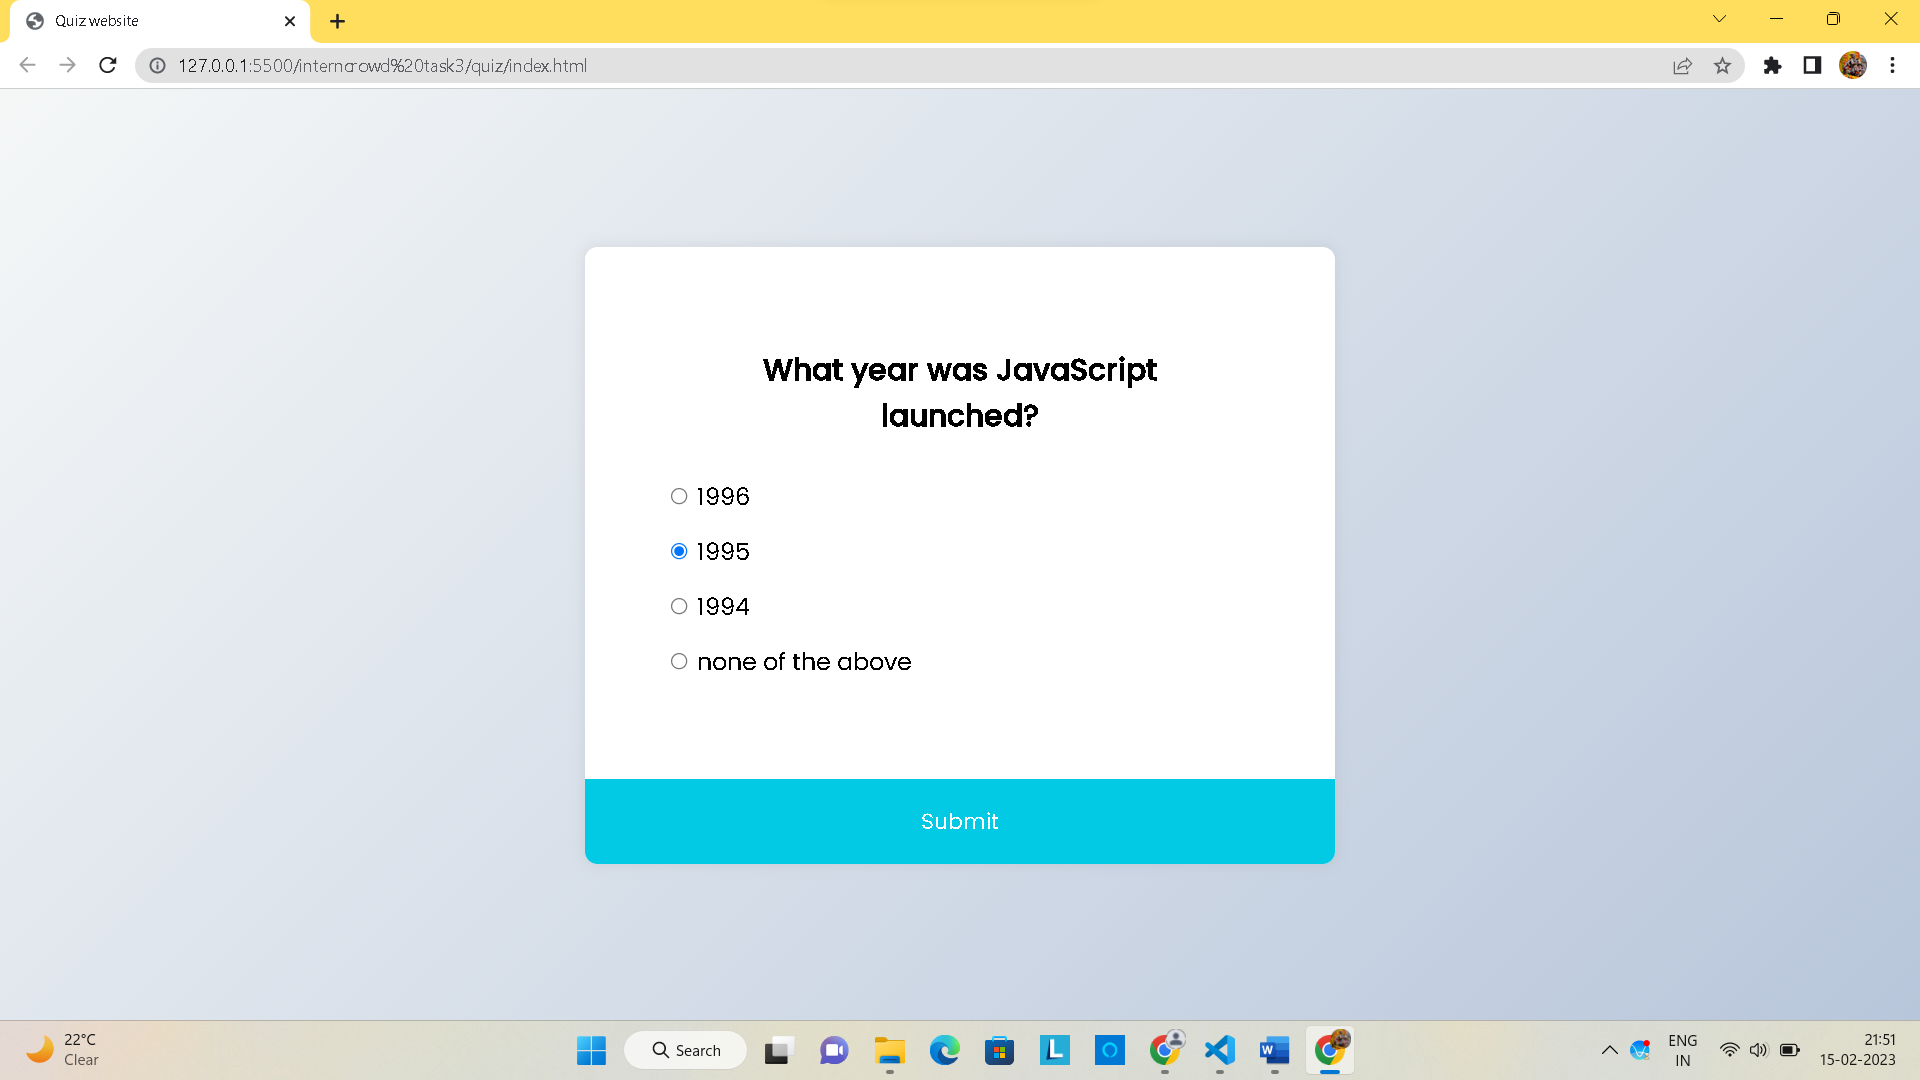 Quiz website
127.0.0.1:5500/interncrowd%20task3/quiz/index.html
What year was JavaScript
launched?
1996
1995
1994
none of the above
Submit
22°C
Clear
Search
ENG
IN
21:51
15-02-2023